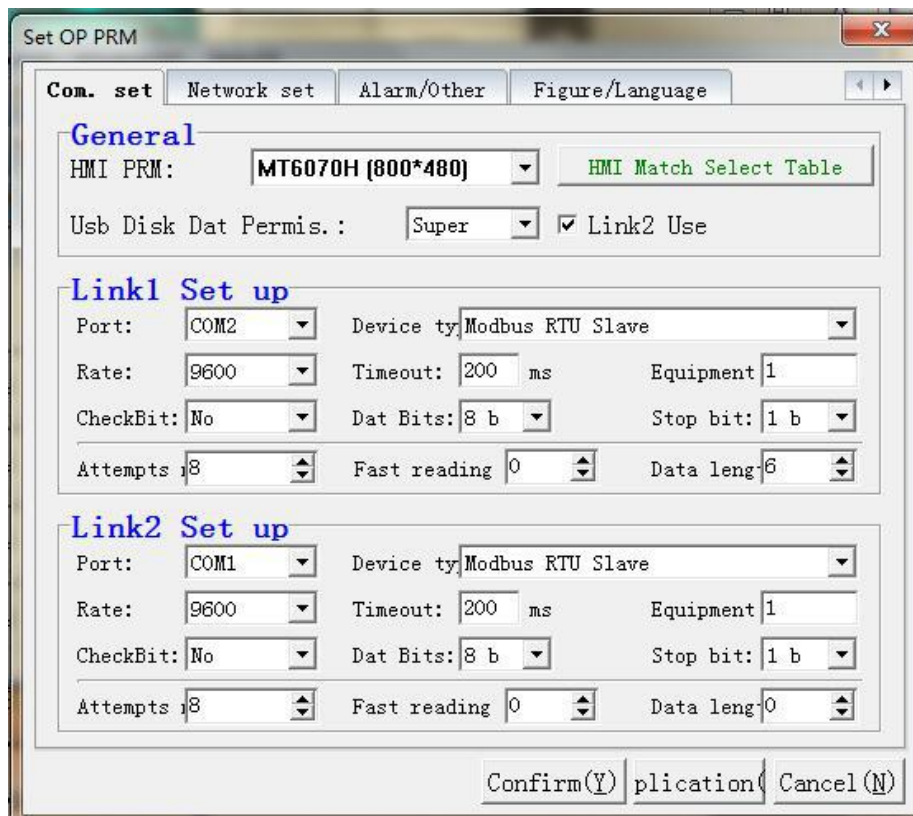 Set OP PRM
Com. set Network set Alarm/Other Figure/Language
General
HMI PRM: MT6070H (800*480) HMI Match Select Table
Usb Disk Dat Permis.: Super Link2 Use
Link1 Set up
Port: COM2 Device ty Modbus RTU Slave
Rate: 9600 Timeout: 200 ms Equipment 1
CheckBit: No Dat Bits: 8 b Stop bit: 1 b
Attempts 8 Fast reading 0 Data leng 6
Link2 Set up
Port: COM1 Device ty Modbus RTU Slave
Rate: 9600 Timeout: 200 ms Equipment 1
CheckBit: No Dat Bits: 8 b Stop bit: 1 b
Attempts 8 Fast reading 0 Data leng 0
Confirm(Y) plication( Cancel(N)